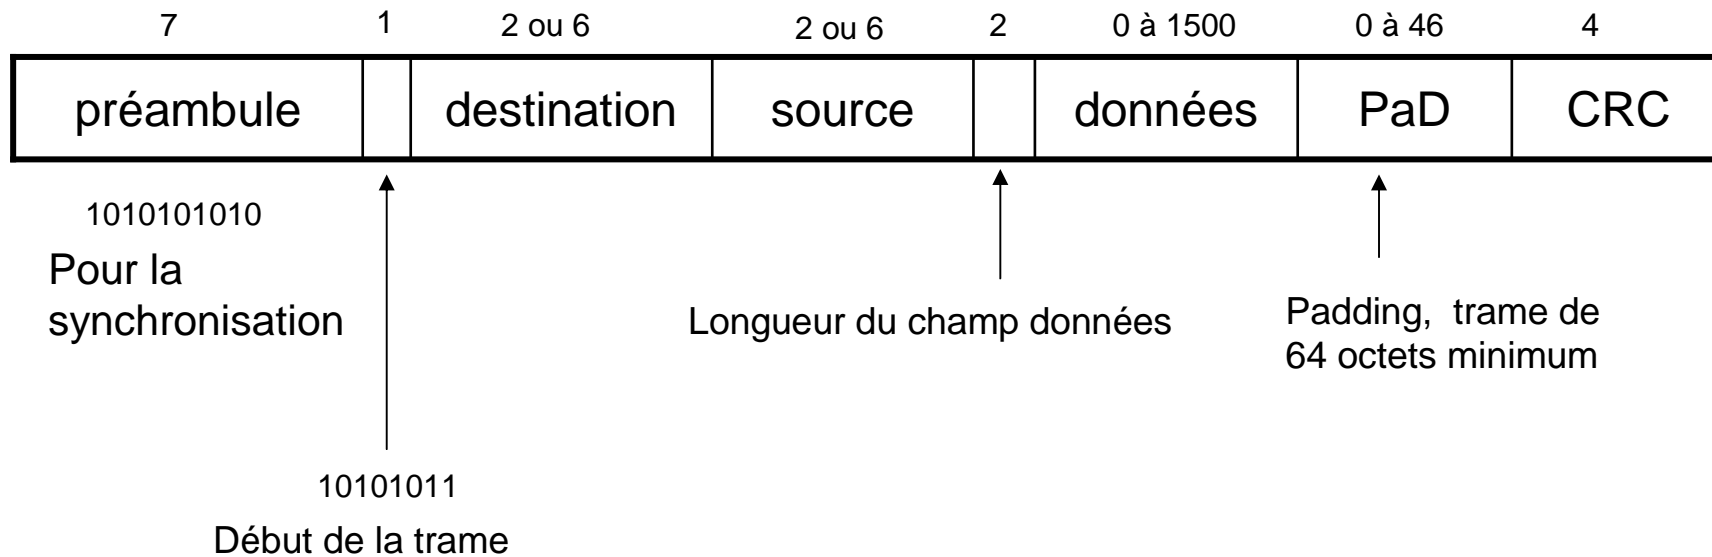 7 1 2 ou 6 2 ou 6 2 0 à 1500 0 à 46 4
préambule destination source données PaD CRC
1010101010
Pour la
synchronisation
Longueur du champ données
Padding, trame de
64 octets minimum
10101011
Début de la trame